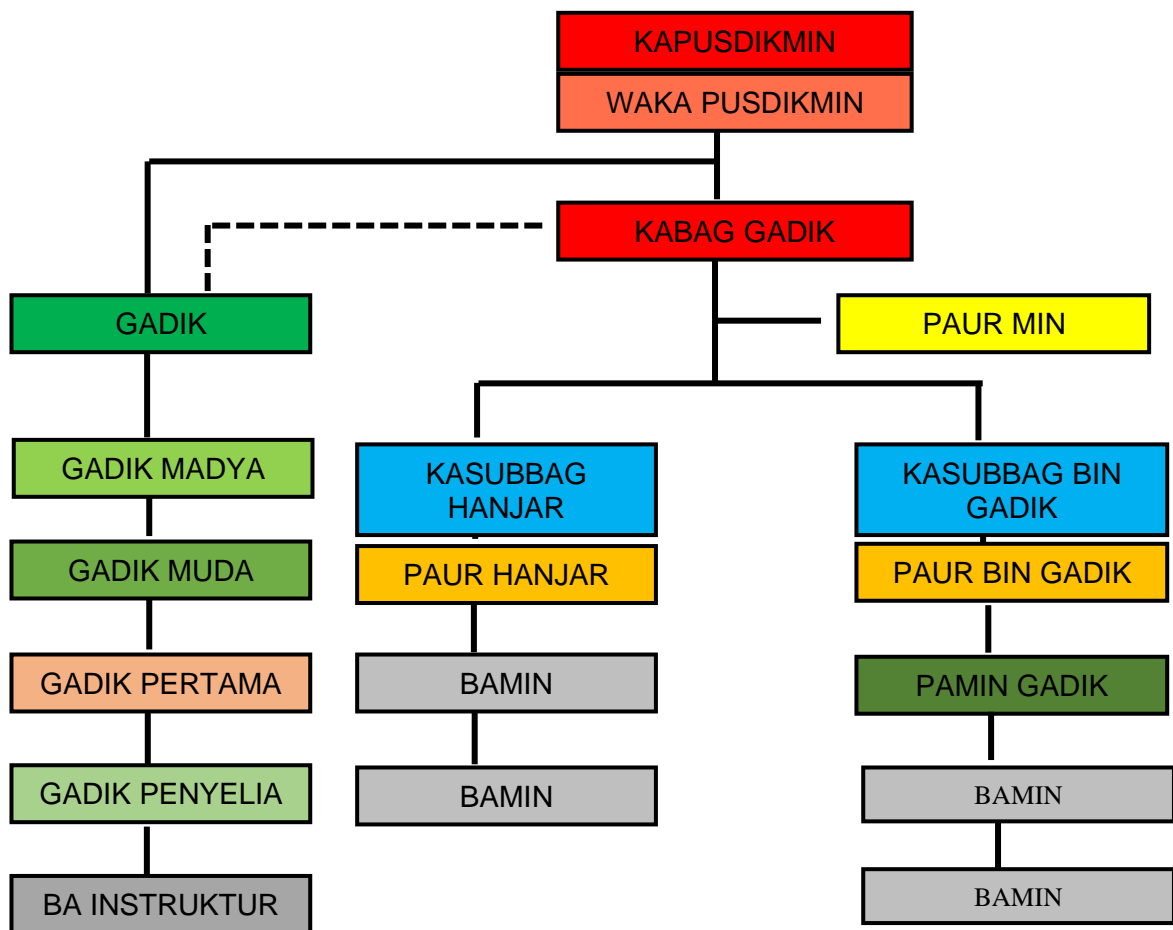 KAPUSDIKMIN
WAKA PUSDIKMIN
KABAG GADIK
GADIK
PAUR MIN
GADIK MADYA
KASUBBAG
HANJAR
KASUBBAG BIN
GADIK
GADIK MUDA
PAUR HANJAR
PAUR BIN GADIK
GADIK PERTAMA
BAMIN
PAMIN GADIK
GADIK PENYELIA
BAMIN
BAMIN
BA INSTRUKTUR
BAMIN